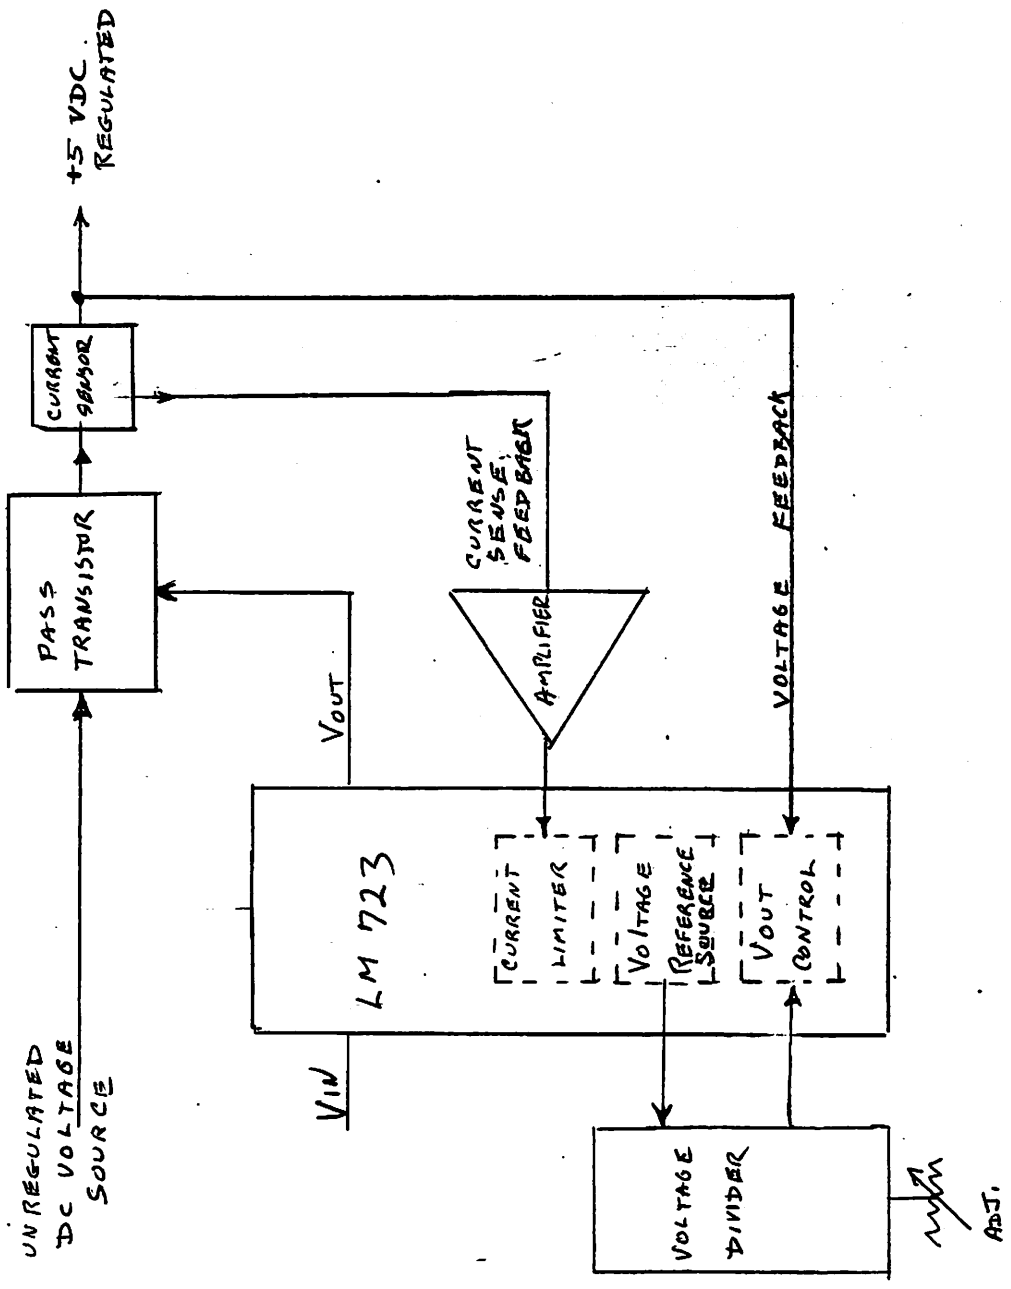 UNREGULATED
DC VOLTAGE
SOURCE
PASS
TRANSISTOR
CURRENT
SENSOR
+5 VDC.
REGULATED
VIN
LM 723
VOUT
CURRENT
SENSE
FEEDBACK
AMPLIFIER
CURRENT
LIMITER
VOLTAGE
REFERENCE
SOURCE
VOUT
CONTROL
VOLTAGE FEEDBACK
VOLTAGE
DIVIDER
ADJ.